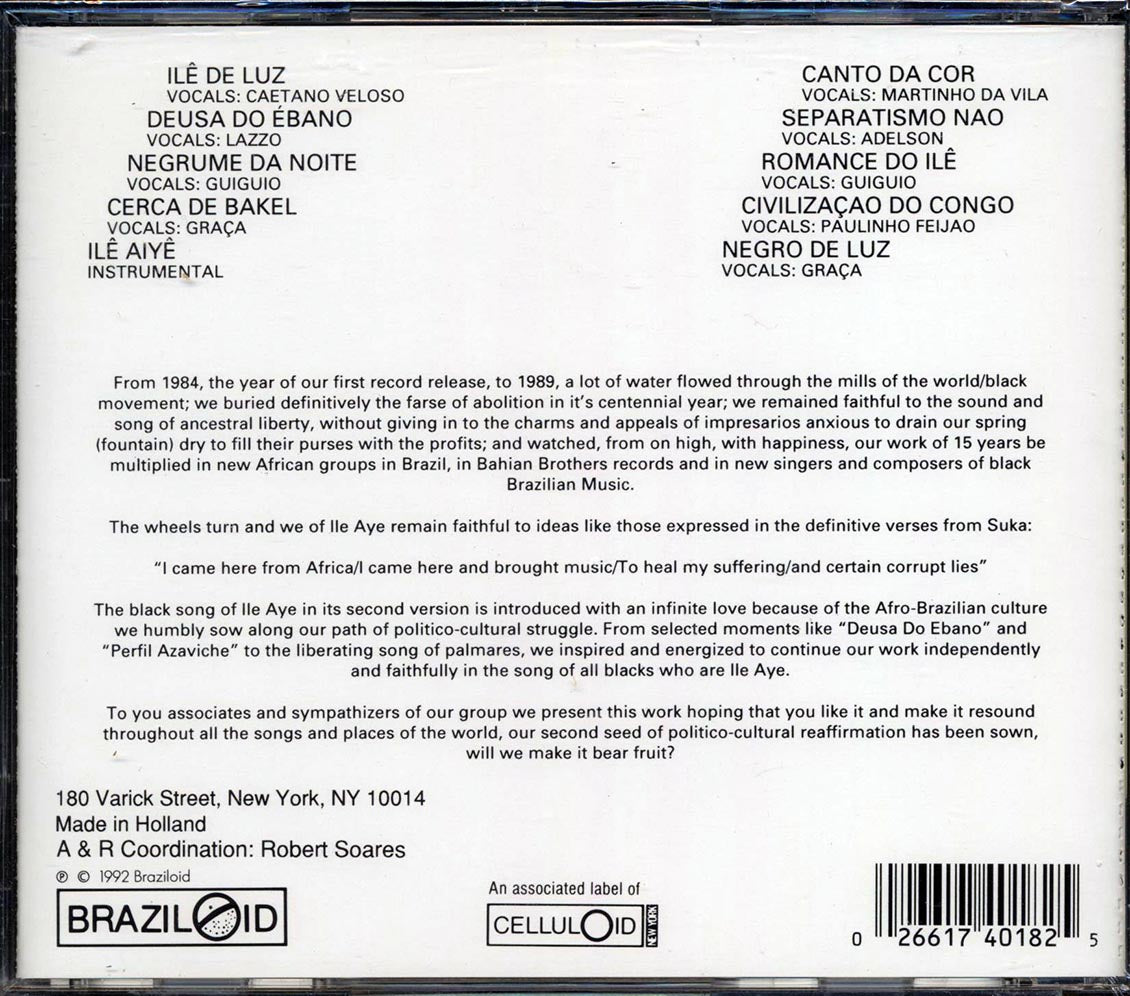 ILÊ DE LUZ
VOCALS: CAETANO VELOSO
DEUSA DO ÉBANO
VOCALS: LAZZO
NEGRUME DA NOITE
VOCALS: GUIGUIO
CERCA DE BAKEL
VOCALS: GRAÇA
ILÊ AIYÊ
INSTRUMENTAL
CANTO DA COR
VOCALS: MARTINHO DA VILA
SEPARATISMO NAO
VOCALS: ADELSON
ROMANCE DO ILÊ
VOCALS: GUIGUIO
CIVILIZAÇAO DO CONGO
VOCALS: PAULINHO FEIJAO
NEGRO DE LUZ
VOCALS: GRAÇA
From 1984, the year of our first record release, to 1989, a lot of water flowed through the mills of the world/black
movement; we buried definitively the farse of abolition in it's centennial year; we remained faithful to the sound and
song of ancestral liberty, without giving in to the charms and appeals of impresarios anxious to drain our spring
(fountain) dry to fill their purses with the profits; and watched, from on high, with happiness, our work of 15 years be
multiplied in new African groups in Brazil, in Bahian Brothers records and in new singers and composers of black
Brazilian Music.
The wheels turn and we of Ile Aye remain faithful to ideas like those expressed in the definitive verses from Suka:
"I came here from Africa/I came here and brought music/To heal my suffering/and certain corrupt lies"
The black song of Ile Aye in its second version is introduced with an infinite love because of the Afro-Brazilian culture
we humbly sow along our path of politico-cultural struggle. From selected moments like "Deusa Do Ebano" and
"Perfil Azaviche" to the liberating song of palmares, we inspired and energized to continue our work independently
and faithfully in the song of all blacks who are Ile Aye.
To you associates and sympathizers of our group we present this work hoping that you like it and make it resound
throughout all the songs and places of the world, our second seed of politico-cultural reaffirmation has been sown,
will we make it bear fruit?
180 Varick Street, New York, NY 10014
Made in Holland
A & R Coordination: Robert Soares
℗ © 1992 Braziloid
BRAZILOID
An associated label of
CELLULOID NEW YORK
0 26617 40182 5